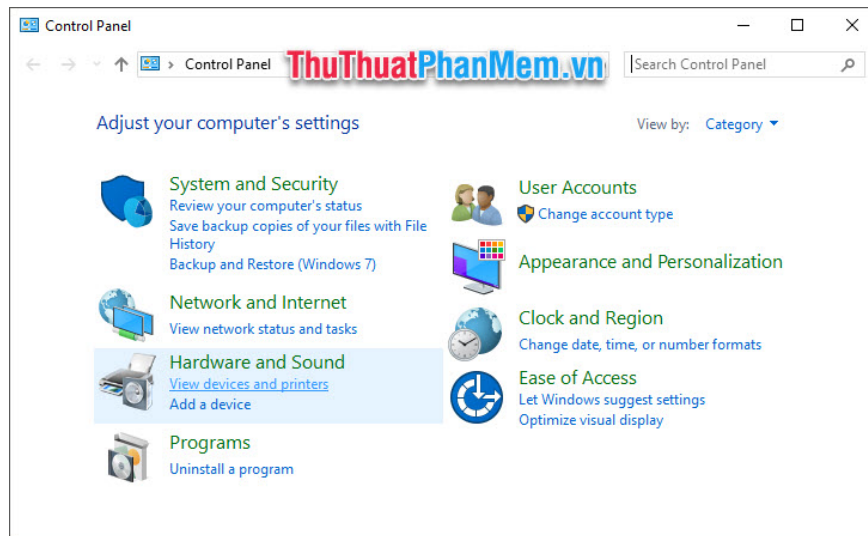 Control Panel
Control Panel
ThuThuatPhanMem.vn
Search Control Panel
Adjust your computer's settings
View by: Category
System and Security
Review your computer's status
Save backup copies of your files with File
History
Backup and Restore (Windows 7)
Network and Internet
View network status and tasks
Hardware and Sound
View devices and printers
Add a device
Programs
Uninstall a program
User Accounts
Change account type
Appearance and Personalization
Clock and Region
Change date, time, or number formats
Ease of Access
Let Windows suggest settings
Optimize visual display